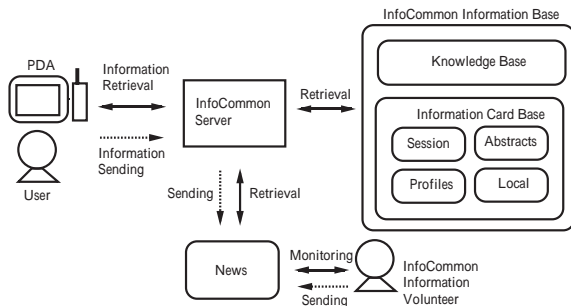 InfoCommon Information Base
PDA
Information
Retrieval
InfoCommon
Server
Retrieval
Knowledge Base
Information Card Base
Session
Abstracts
Profiles
Local
Information
Sending
User
Sending
Retrieval
News
Monitoring
Sending
InfoCommon
Information
Volunteer